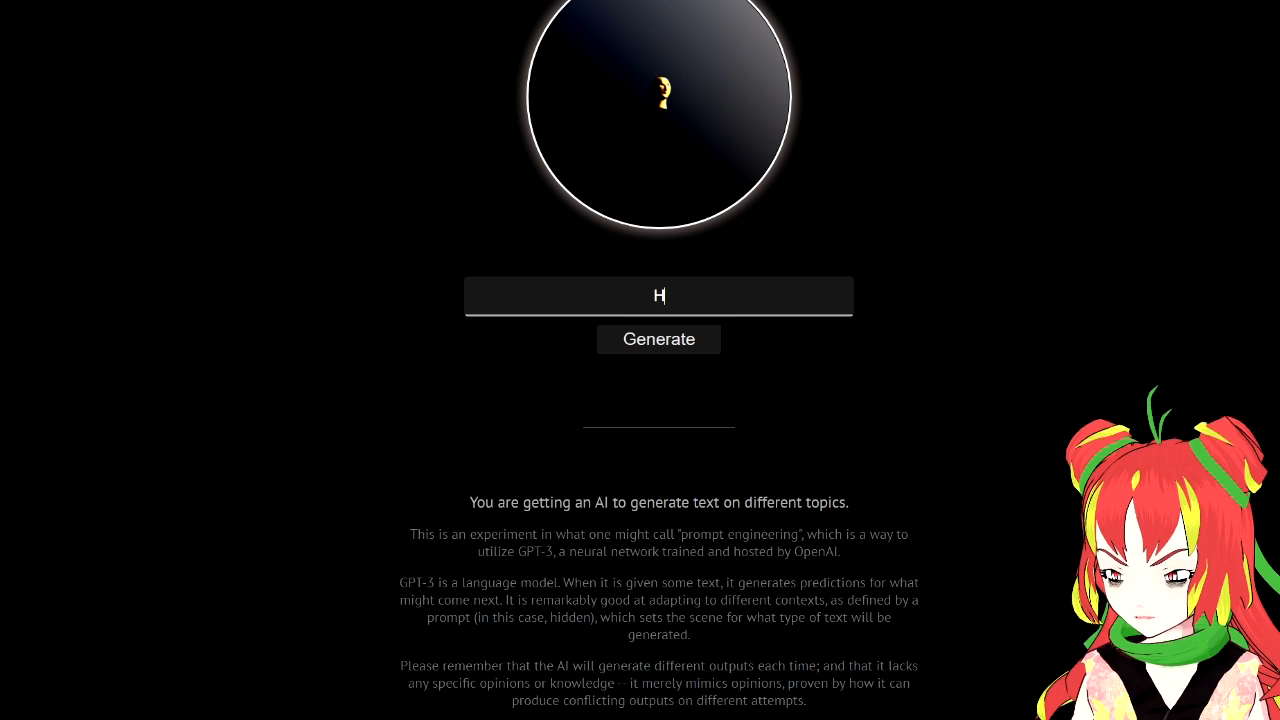 H
Generate
You are getting an AI to generate text on different topics.
This is an experiment in what one might call "prompt engineering", which is a way to
utilize GPT-3, a neural network trained and hosted by OpenAI.
GPT-3 is a language model. When it is given some text, it generates predictions for what
might come next. It is remarkably good at adapting to different contexts, as defined by a
prompt (in this case, hidden), which sets the scene for what type of text will be
generated.
Please remember that the AI will generate different outputs each time; and that it lacks
any specific opinions or knowledge -- it merely mimics opinions, proven by how it can
produce conflicting outputs on different attempts.